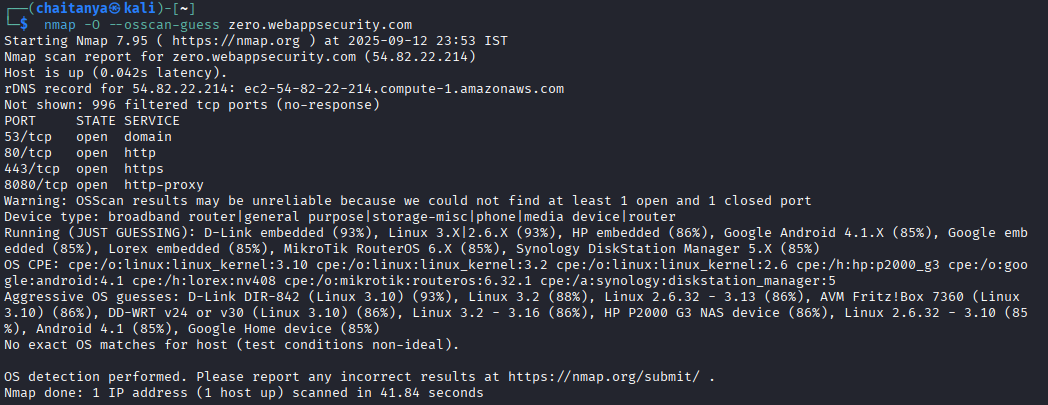 ┌──(chaitanya㉿kali)-[~]
└─$ nmap -O --osscan-guess zero.webappsecurity.com
Starting Nmap 7.95 ( https://nmap.org ) at 2025-09-12 23:53 IST
Nmap scan report for zero.webappsecurity.com (54.82.22.214)
Host is up (0.042s latency).
rDNS record for 54.82.22.214: ec2-54-82-22-214.compute-1.amazonaws.com
Not shown: 996 filtered tcp ports (no-response)
PORT     STATE SERVICE
53/tcp   open  domain
80/tcp   open  http
443/tcp  open  https
8080/tcp open  http-proxy
Warning: OSScan results may be unreliable because we could not find at least 1 open and 1 closed port
Device type: broadband router|general purpose|storage-misc|phone|media device|router
Running (JUST GUESSING): D-Link embedded (93%), Linux 3.X|2.6.X (93%), HP embedded (86%), Google Android 4.1.X (85%), Google emb
edded (85%), Lorex embedded (85%), MikroTik RouterOS 6.X (85%), Synology DiskStation Manager 5.X (85%)
OS CPE: cpe:/o:linux:linux_kernel:3.10 cpe:/o:linux:linux_kernel:3.2 cpe:/o:linux:linux_kernel:2.6 cpe:/h:hp:p2000_g3 cpe:/o:goo
gle:android:4.1 cpe:/h:lorex:nv408 cpe:/o:mikrotik:routeros:6.32.1 cpe:/a:synology:diskstation_manager:5
Aggressive OS guesses: D-Link DIR-842 (Linux 3.10) (93%), Linux 3.2 (88%), Linux 2.6.32 - 3.13 (86%), AVM Fritz!Box 7360 (Linux
3.10) (86%), DD-WRT v24 or v30 (Linux 3.10) (86%), Linux 3.2 - 3.16 (86%), HP P2000 G3 NAS device (86%), Linux 2.6.32 - 3.10 (85
%), Android 4.1 (85%), Google Home device (85%)
No exact OS matches for host (test conditions non-ideal).

OS detection performed. Please report any incorrect results at https://nmap.org/submit/ .
Nmap done: 1 IP address (1 host up) scanned in 41.84 seconds